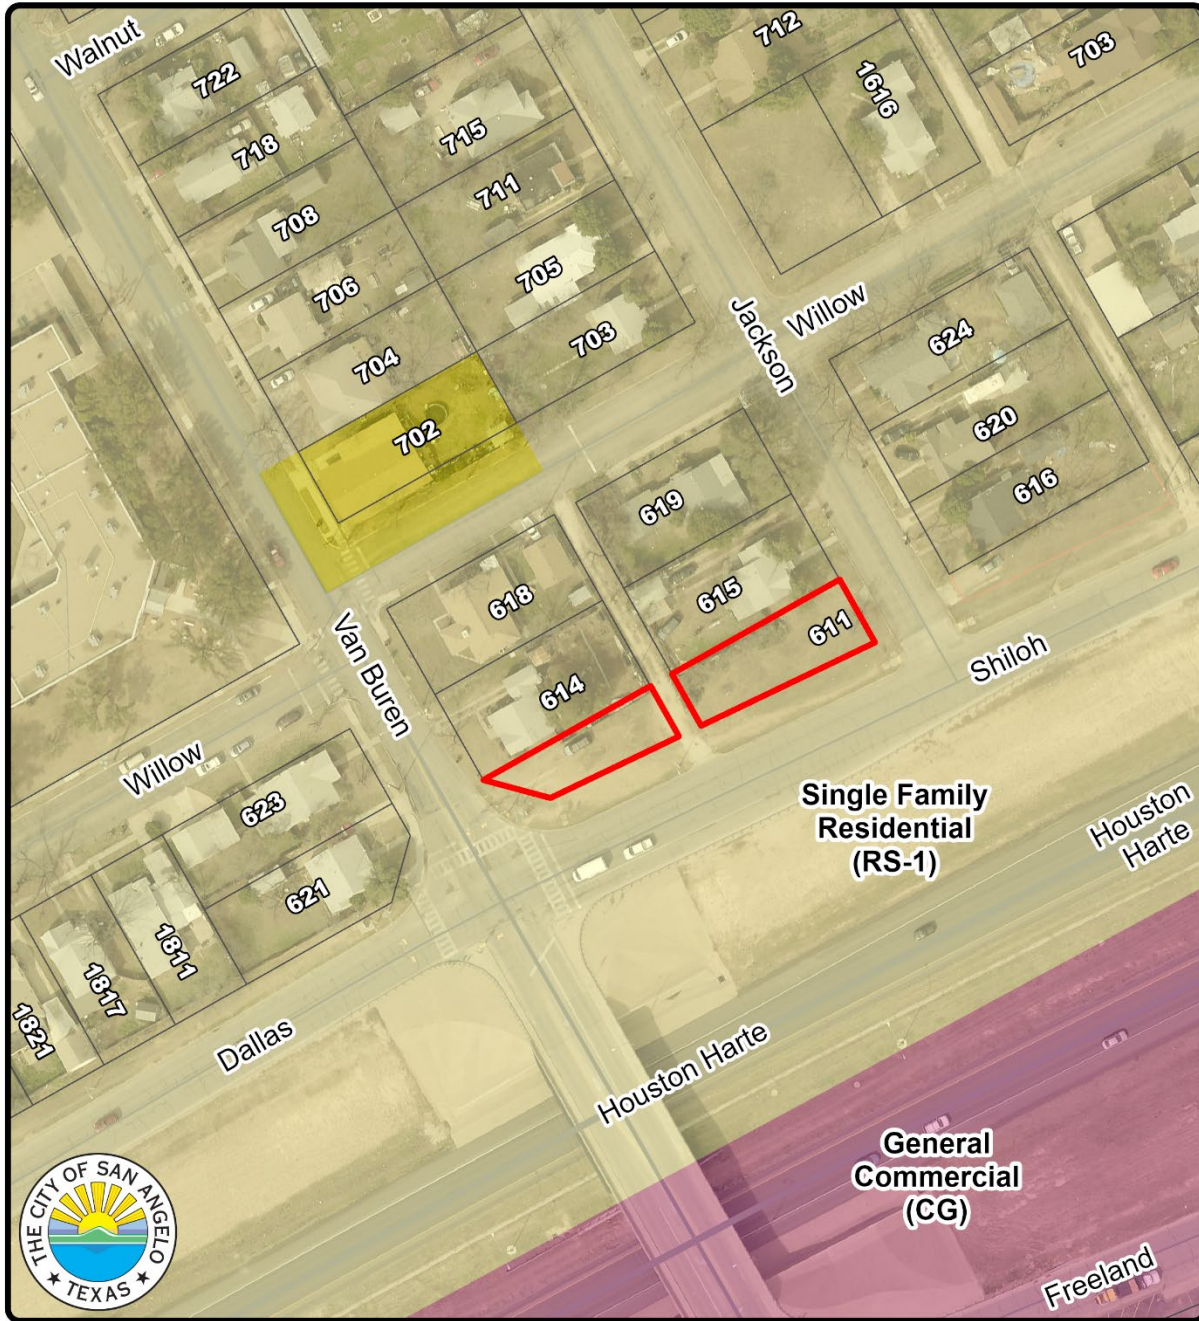 Walnut
722
718
708
706
704
702
715
711
705
703
712
1616
703
Jackson
Willow
624
620
616
619
615
611
618
614
Van Buren
Shiloh
Willow
623
621
1811
1817
1821
Dallas
Single Family
Residential
(RS-1)
Houston
Harte
Houston Harte
General
Commercial
(CG)
Freeland
THE CITY OF SAN ANGELO
★ TEXAS ★